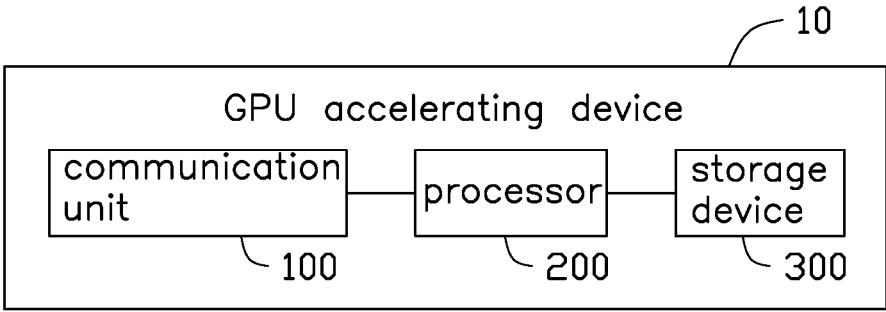 10
GPU accelerating device
communication
unit
processor
storage
device
100
200
300